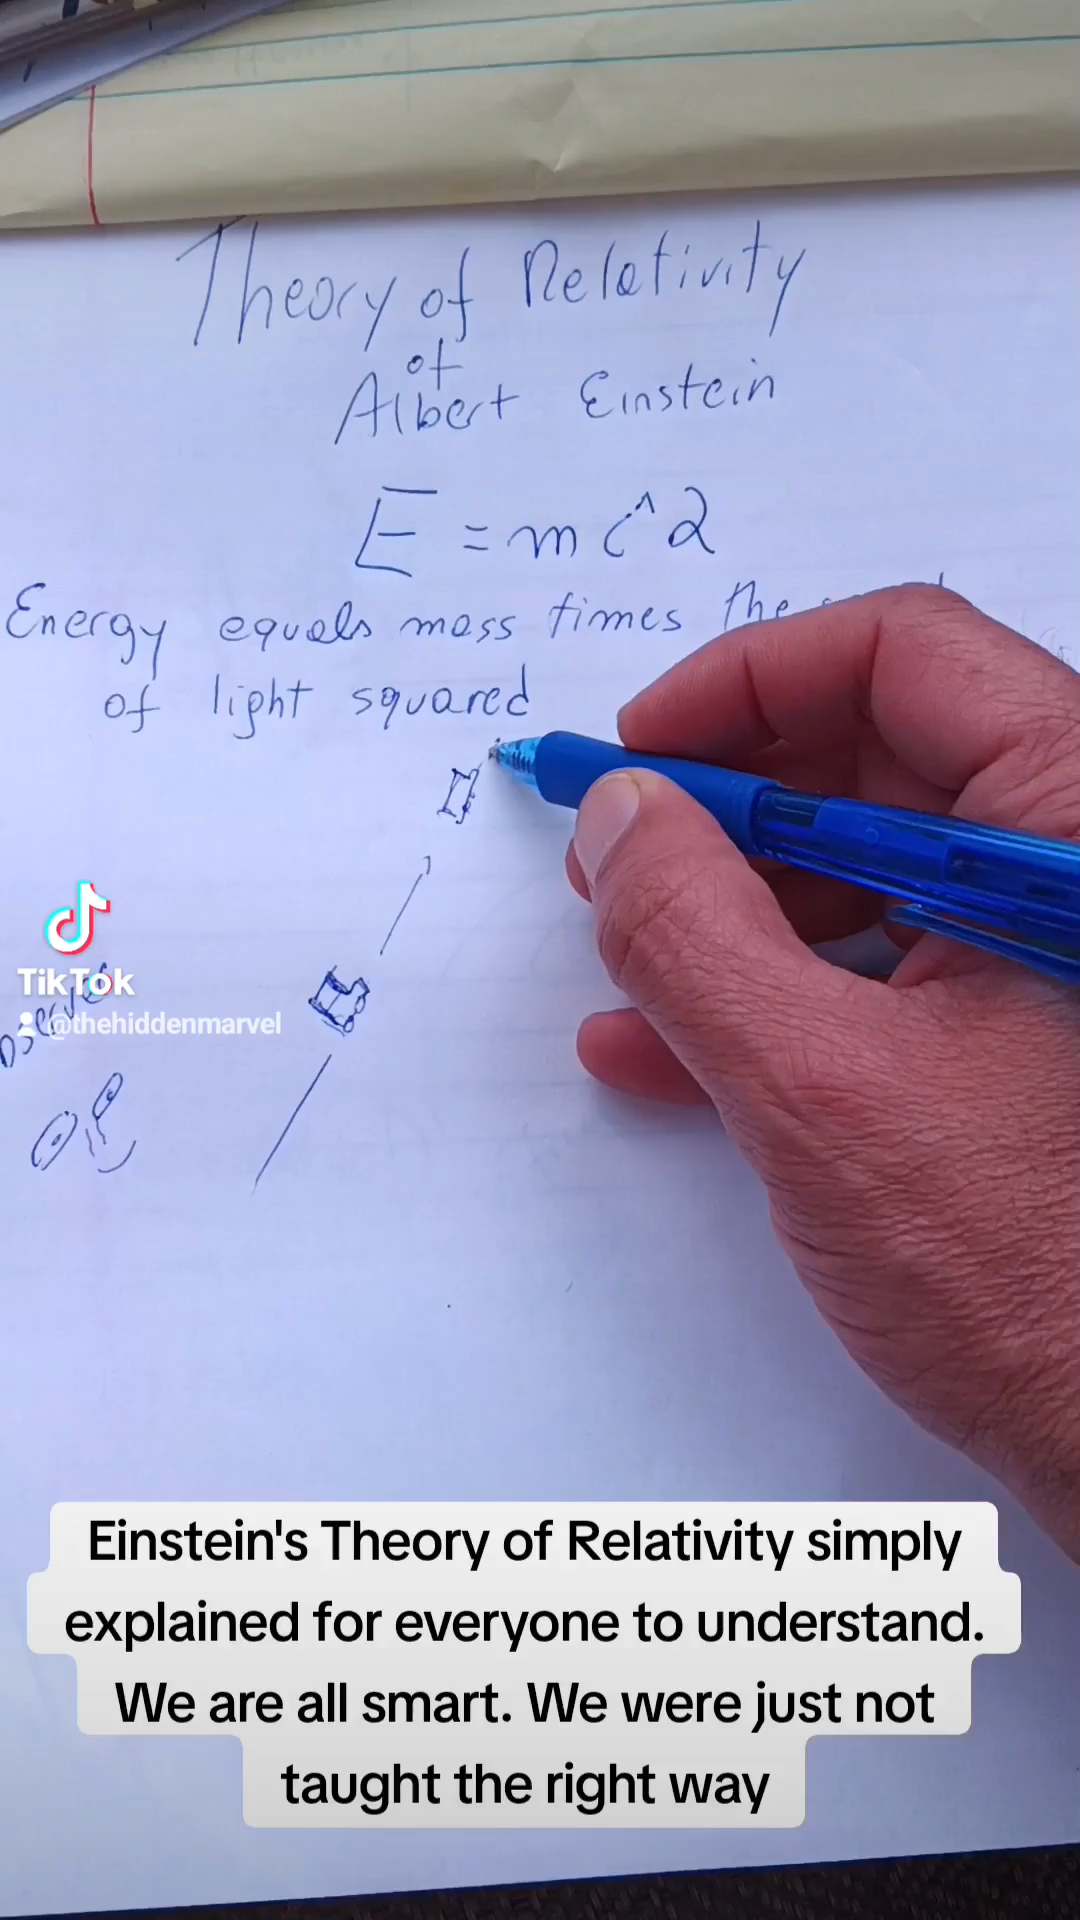 Theory of Relativity
of
Albert Einstein
E = mc^2
Energy equals mass times the
of light squared
TikTok
@thehiddenmarvel
Einstein's Theory of Relativity simply
explained for everyone to understand.
We are all smart. We were just not
taught the right way